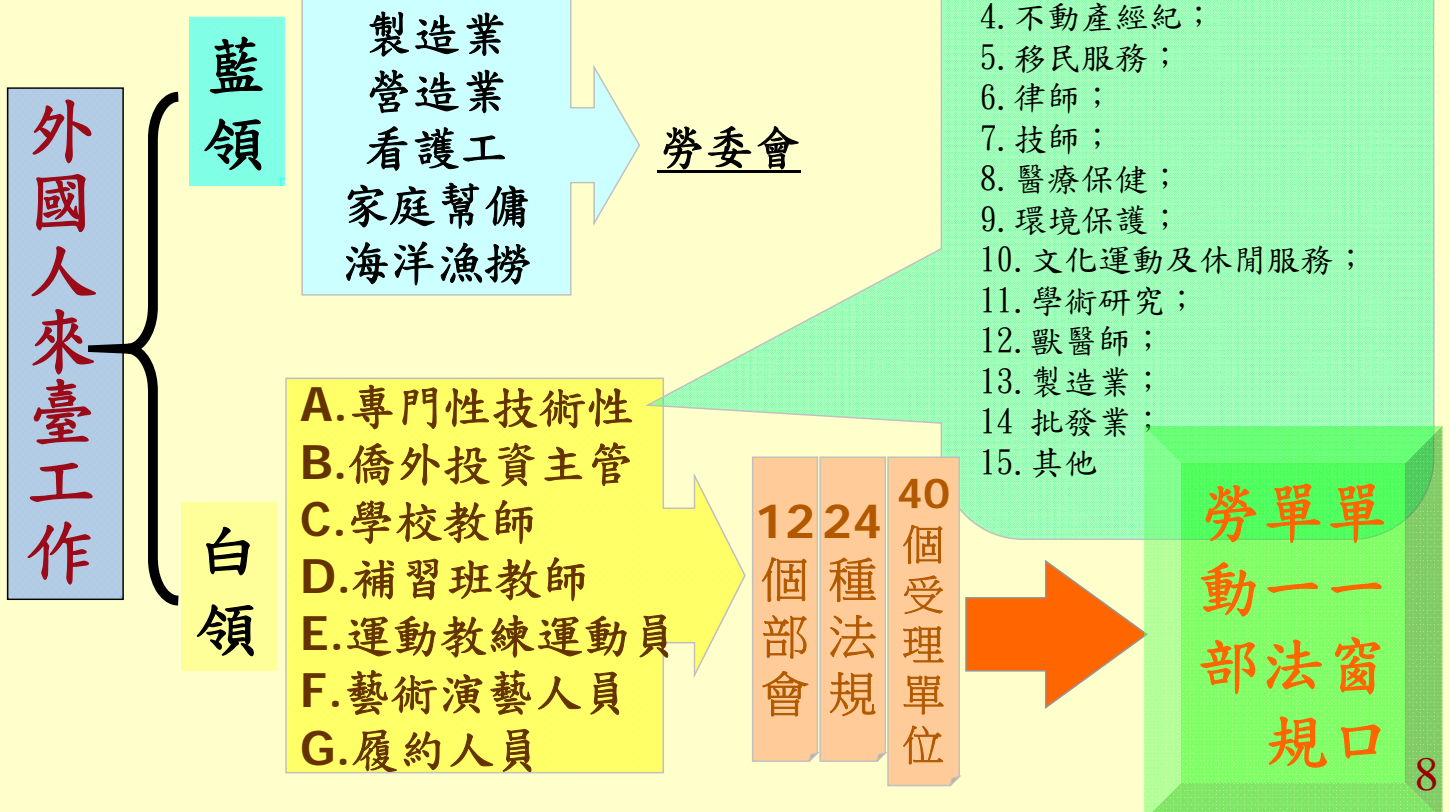 外國人來臺工作
藍領
製造業
營造業
看護工
家庭幫傭
海洋漁撈
勞委會
白領
A.專門性技術性
B.僑外投資主管
C.學校教師
D.補習班教師
E.運動教練運動員
F.藝術演藝人員
G.履約人員
4.不動產經紀；
5.移民服務；
6.律師；
7.技師；
8.醫療保健；
9.環境保護；
10.文化運動及休閒服務；
11.學術研究；
12.獸醫師；
13.製造業；
14 批發業；
15.其他
12個部會
24種法規
40個受理單位
單一窗口
單一法規
勞動部
8